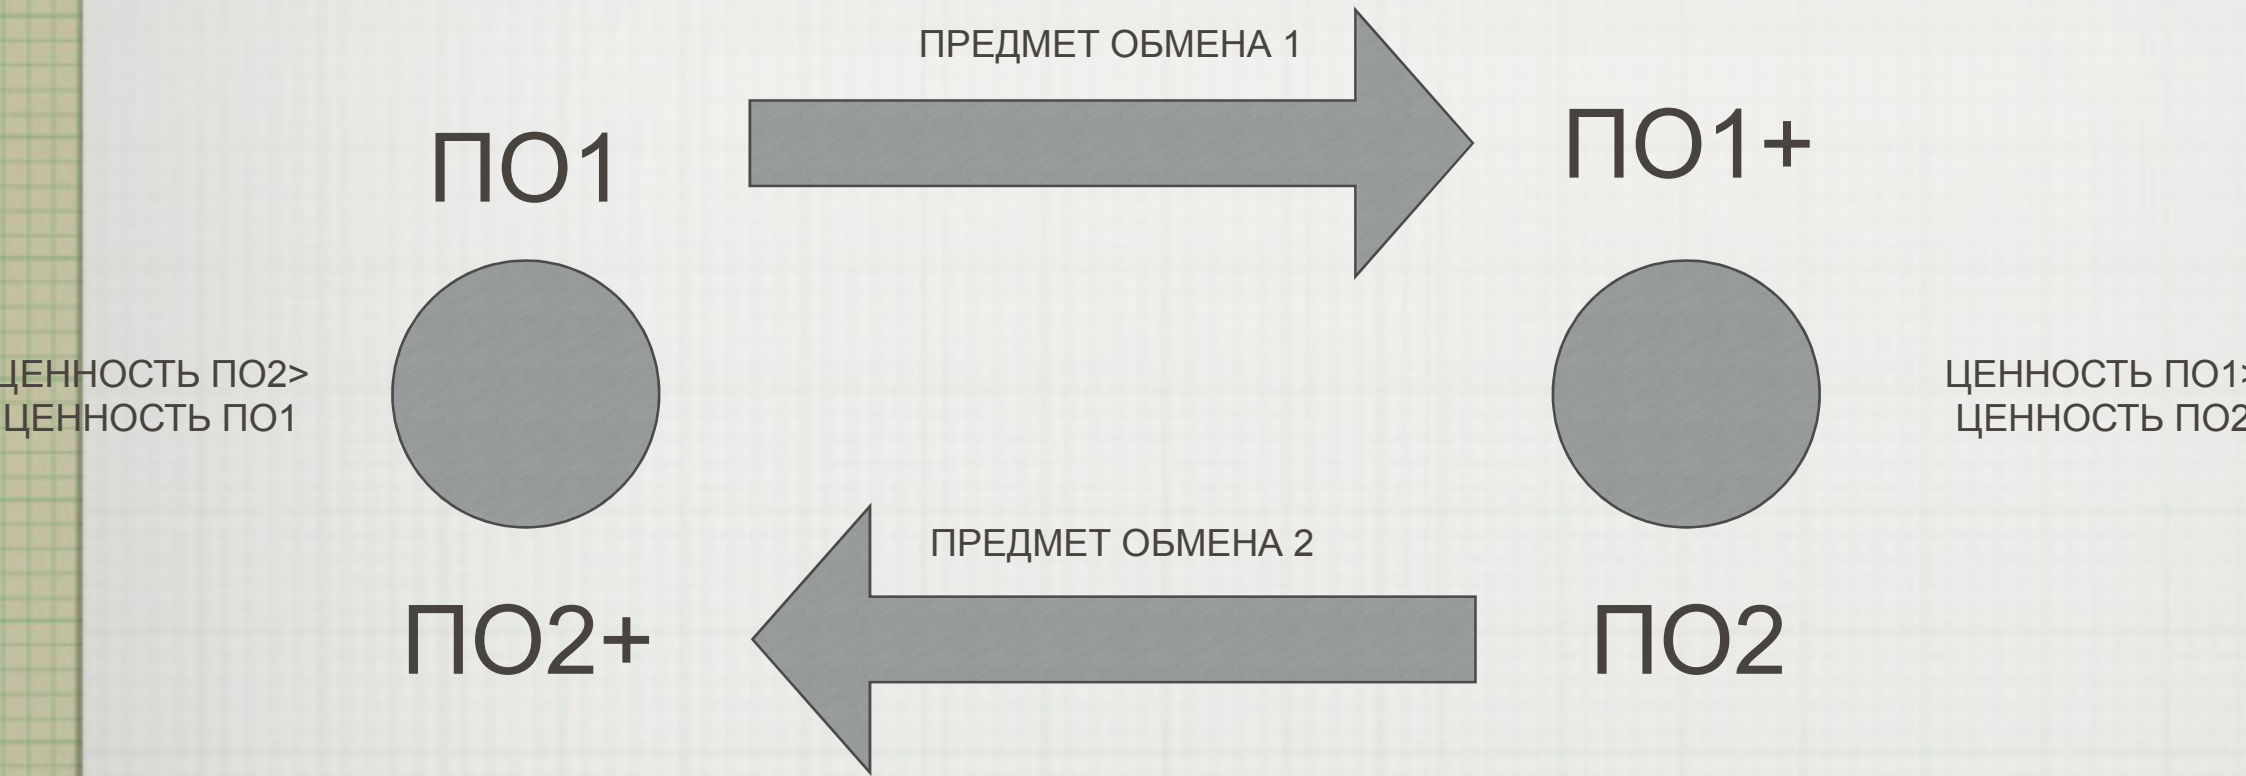 ПРЕДМЕТ ОБМЕНА 1
ПО1
ПО1+
ЦЕННОСТЬ ПО2>
ЦЕННОСТЬ ПО1
ЦЕННОСТЬ ПО1>
ЦЕННОСТЬ ПО2
ПРЕДМЕТ ОБМЕНА 2
ПО2+
ПО2